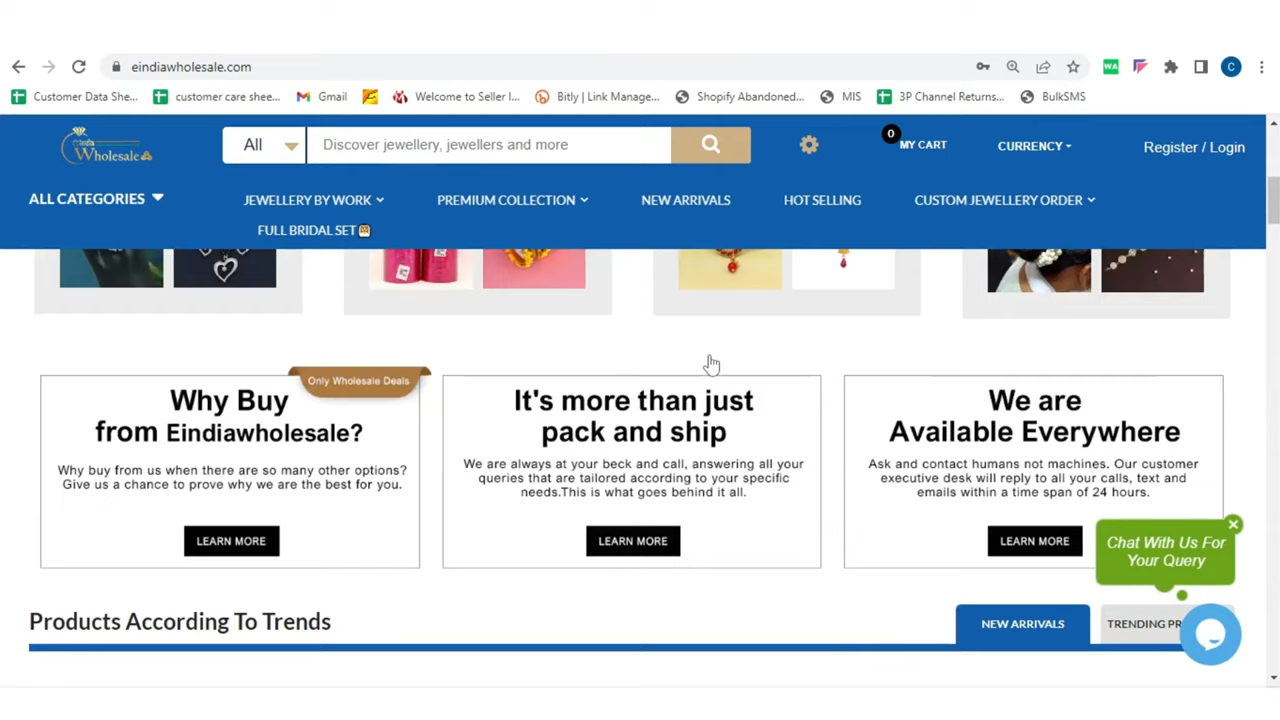 eindiawholesale.com
Customer Data She...
customer care shee...
Gmail
Welcome to Seller I...
Bitly | Link Manage...
Shopify Abandoned...
MIS
3P Channel Returns...
BulkSMS
WA
C
India
Wholesale
All
Discover jewellery, jewellers and more
0
MY CART
CURRENCY
Register / Login
ALL CATEGORIES
JEWELLERY BY WORK
PREMIUM COLLECTION
NEW ARRIVALS
HOT SELLING
CUSTOM JEWELLERY ORDER
FULL BRIDAL SET
Only Wholesale Deals
Why Buy
from Eindiawholesale?
Why buy from us when there are so many other options?
Give us a chance to prove why we are the best for you.
LEARN MORE
It's more than just
pack and ship
We are always at your beck and call, answering all your
queries that are tailored according to your specific
needs.This is what goes behind it all.
LEARN MORE
We are
Available Everywhere
Ask and contact humans not machines. Our customer
executive desk will reply to all your calls, text and
emails within a time span of 24 hours.
LEARN MORE
Chat With Us For
Your Query
Products According To Trends
NEW ARRIVALS
TRENDING PR